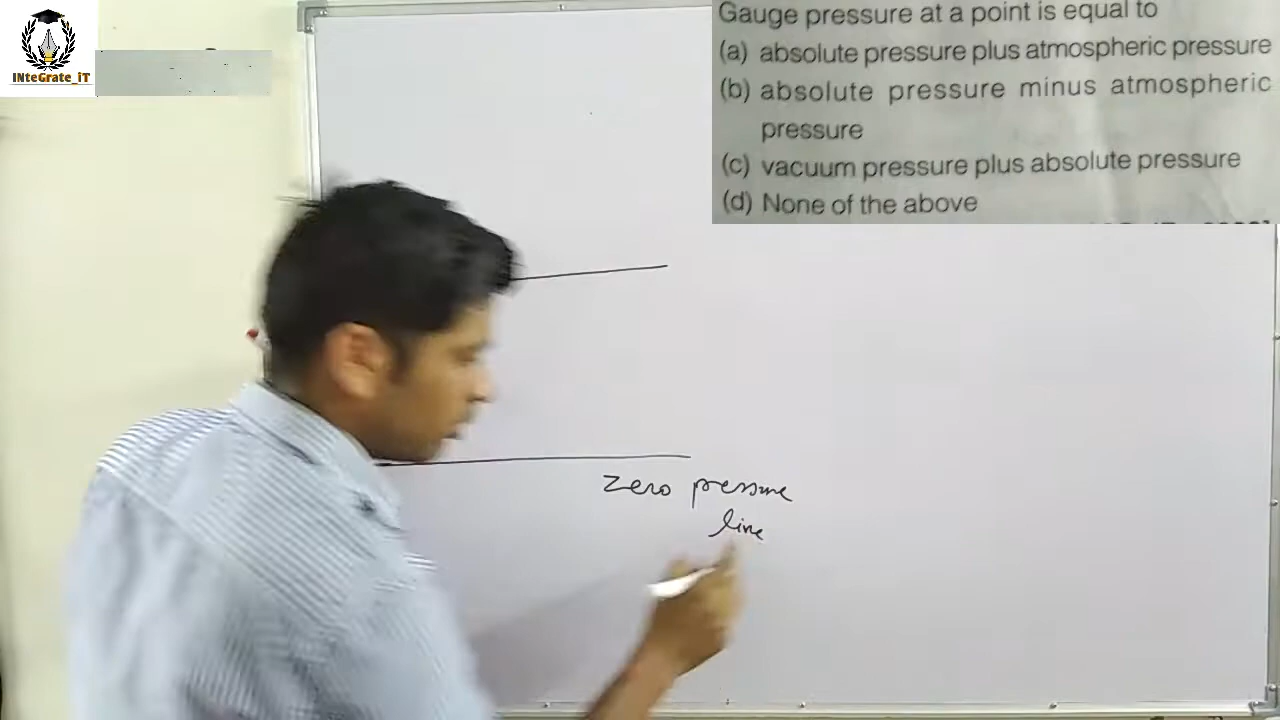 INteGrate_iT
Gauge pressure at a point is equal to
(a) absolute pressure plus atmospheric pressure
(b) absolute pressure minus atmospheric
pressure
(c) vacuum pressure plus absolute pressure
(d) None of the above
zero pressure
line